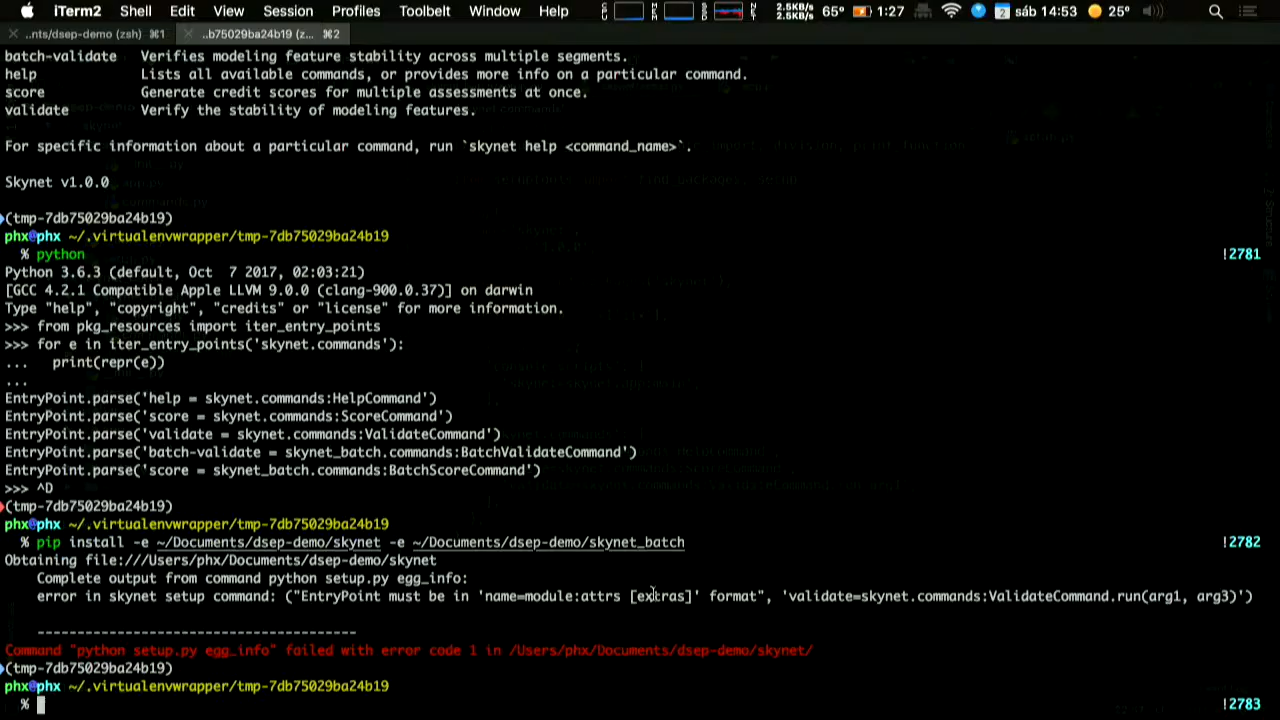 iTerm2 Shell Edit View Session Profiles Toolbelt Window Help 2.5KB/s 2.5KB/s 65° 1:27 2 sáb 14:53 25°
..nts/dsep-demo (zsh) ⌘1 ..b75029ba24b19 (z... ⌘2
batch-validate Verifies modeling feature stability across multiple segments.
help Lists all available commands, or provides more info on a particular command.
score Generate credit scores for multiple assessments at once.
validate Verify the stability of modeling features.
For specific information about a particular command, run `skynet help <command_name>`.
Skynet v1.0.0
(tmp-7db75029ba24b19)
phx@phx ~/.virtualenvwrapper/tmp-7db75029ba24b19
% python !2781
Python 3.6.3 (default, Oct 7 2017, 02:03:21)
[GCC 4.2.1 Compatible Apple LLVM 9.0.0 (clang-900.0.37)] on darwin
Type "help", "copyright", "credits" or "license" for more information.
>>> from pkg_resources import iter_entry_points
>>> for e in iter_entry_points('skynet.commands'):
... print(repr(e))
...
EntryPoint.parse('help = skynet.commands:HelpCommand')
EntryPoint.parse('score = skynet.commands:ScoreCommand')
EntryPoint.parse('validate = skynet.commands:ValidateCommand')
EntryPoint.parse('batch-validate = skynet_batch.commands:BatchValidateCommand')
EntryPoint.parse('score = skynet_batch.commands:BatchScoreCommand')
>>> ^D
(tmp-7db75029ba24b19)
phx@phx ~/.virtualenvwrapper/tmp-7db75029ba24b19
% pip install -e ~/Documents/dsep-demo/skynet -e ~/Documents/dsep-demo/skynet_batch !2782
Obtaining file:///Users/phx/Documents/dsep-demo/skynet
Complete output from command python setup.py egg_info:
error in skynet setup command: ("EntryPoint must be in 'name=module:attrs [extras]' format", 'validate=skynet.commands:ValidateCommand.run(arg1, arg3)')
----------------------------------------
Command "python setup.py egg_info" failed with error code 1 in /Users/phx/Documents/dsep-demo/skynet/
(tmp-7db75029ba24b19)
phx@phx ~/.virtualenvwrapper/tmp-7db75029ba24b19
% !2783